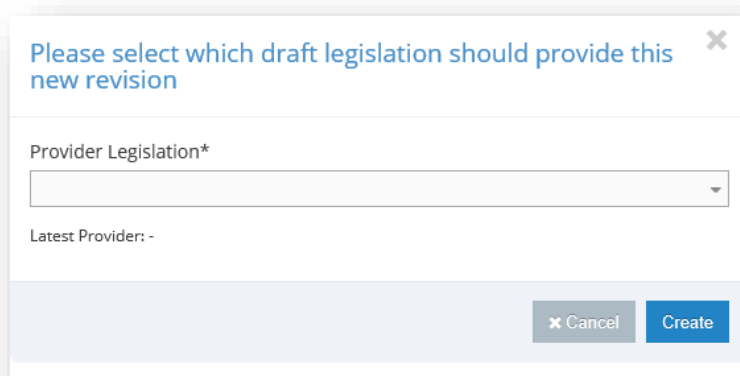 Please select which draft legislation should provide this
new revision
Provider Legislation*
Latest Provider: -
Cancel
Create